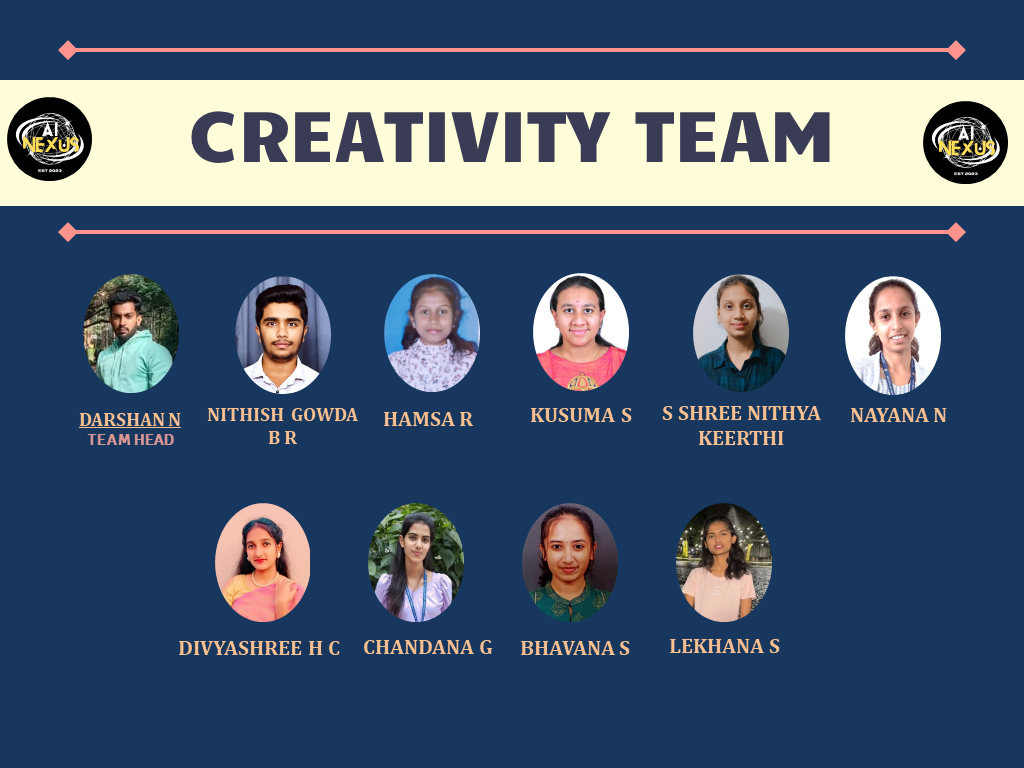 CREATIVITY TEAM
AI
NEXUS
EST 2023
AI
NEXUS
EST 2023
DARSHAN N
TEAM HEAD
NITHISH GOWDA
B R
HAMSA R
KUSUMA S
S SHREE NITHYA
KEERTHI
NAYANA N
DIVYASHREE H C
CHANDANA G
BHAVANA S
LEKHANA S